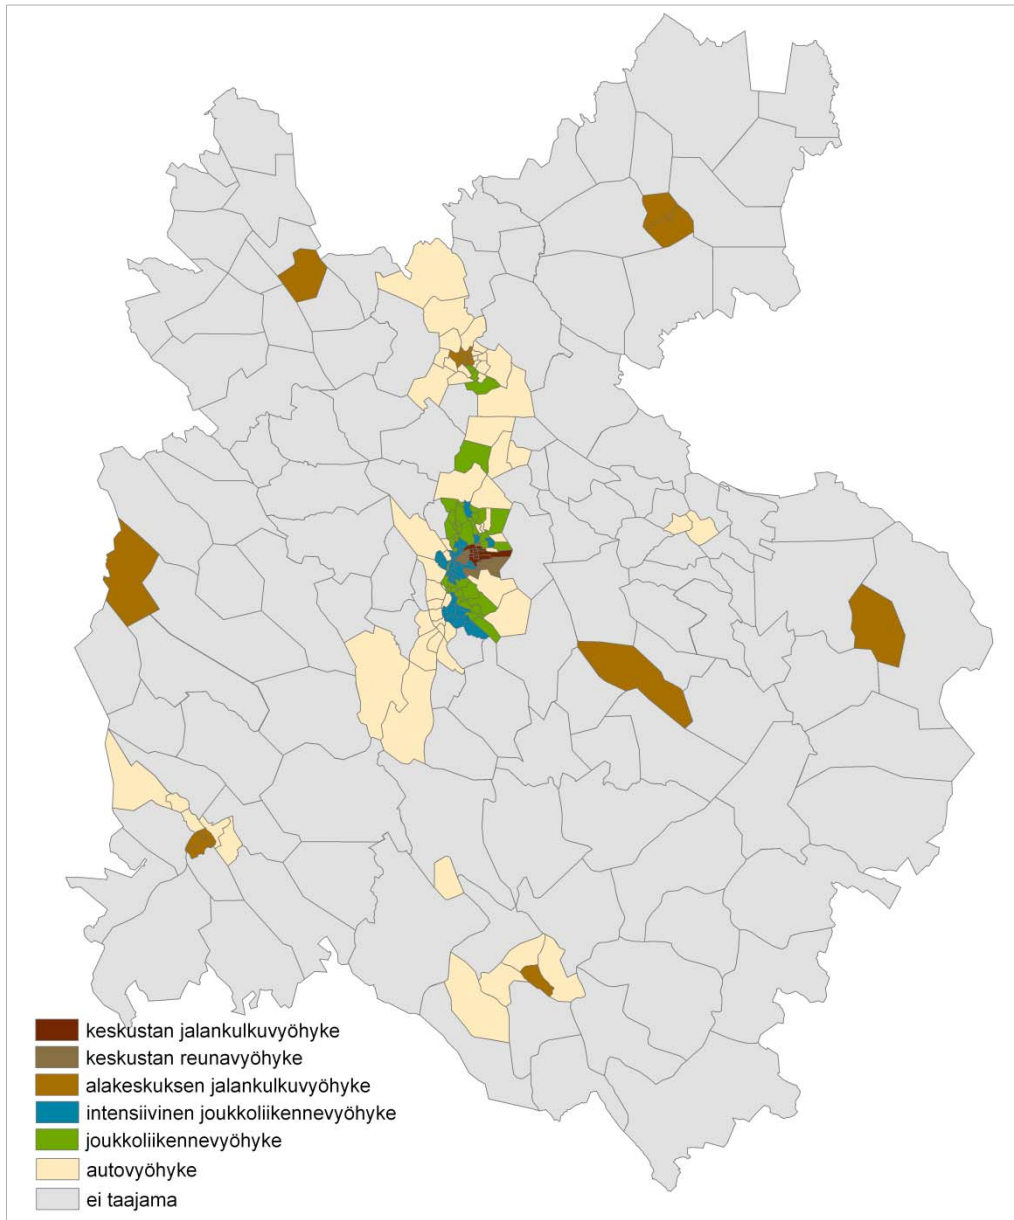 keskustan jalankulkuvyöhyke
keskustan reunavyöhyke
alakeskuksen jalankulkuvyöhyke
intensiivinen joukkoliikennevyöhyke
joukkoliikennevyöhyke
autovyöhyke
ei taajama